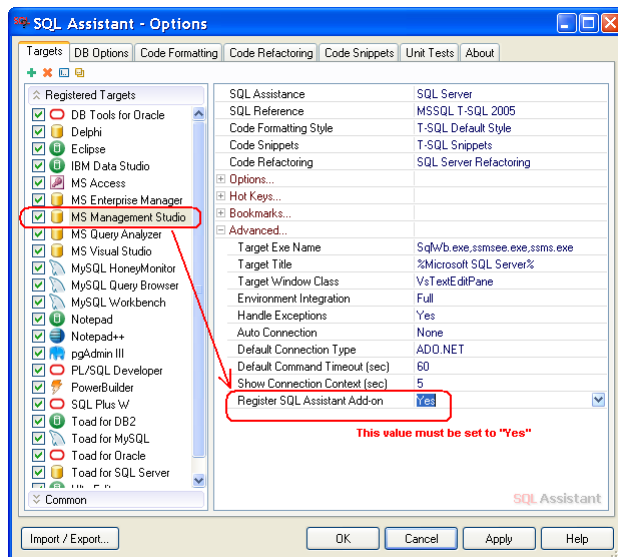 SQL Assistant - Options
Targets
DB Options
Code Formatting
Code Refactoring
Code Snippets
Unit Tests
About
Registered Targets
DB Tools for Oracle
Delphi
Eclipse
IBM Data Studio
MS Access
MS Enterprise Manager
MS Management Studio
MS Query Analyzer
MS Visual Studio
MySQL HoneyMonitor
MySQL Query Browser
MySQL Workbench
Notepad
Notepad++
pgAdmin III
PL/SQL Developer
PowerBuilder
SQL Plus W
Toad for DB2
Toad for MySQL
Toad for Oracle
Toad for SQL Server
Common
SQL Assistance SQL Server
SQL Reference MSSQL T-SQL 2005
Code Formatting Style T-SQL Default Style
Code Snippets T-SQL Snippets
Code Refactoring SQL Server Refactoring
Options...
Hot Keys...
Bookmarks...
Advanced...
Target Exe Name SqlWb.exe,ssmsee.exe,ssms.exe
Target Title %Microsoft SQL Server%
Target Window Class VsTextEditPane
Environment Integration Full
Handle Exceptions Yes
Auto Connection None
Default Connection Type ADO.NET
Default Command Timeout (sec) 60
Show Connection Context (sec) 5
Register SQL Assistant Add-on Yes
This value must be set to "Yes"
SQL Assistant
Import / Export...
OK
Cancel
Apply
Help